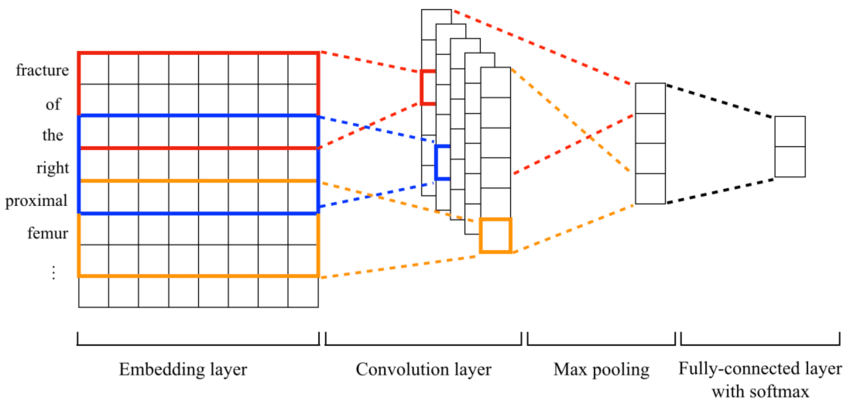 fracture
of
the
right
proximal
femur
⋮
Embedding layer
Convolution layer
Max pooling
Fully-connected layer
with softmax